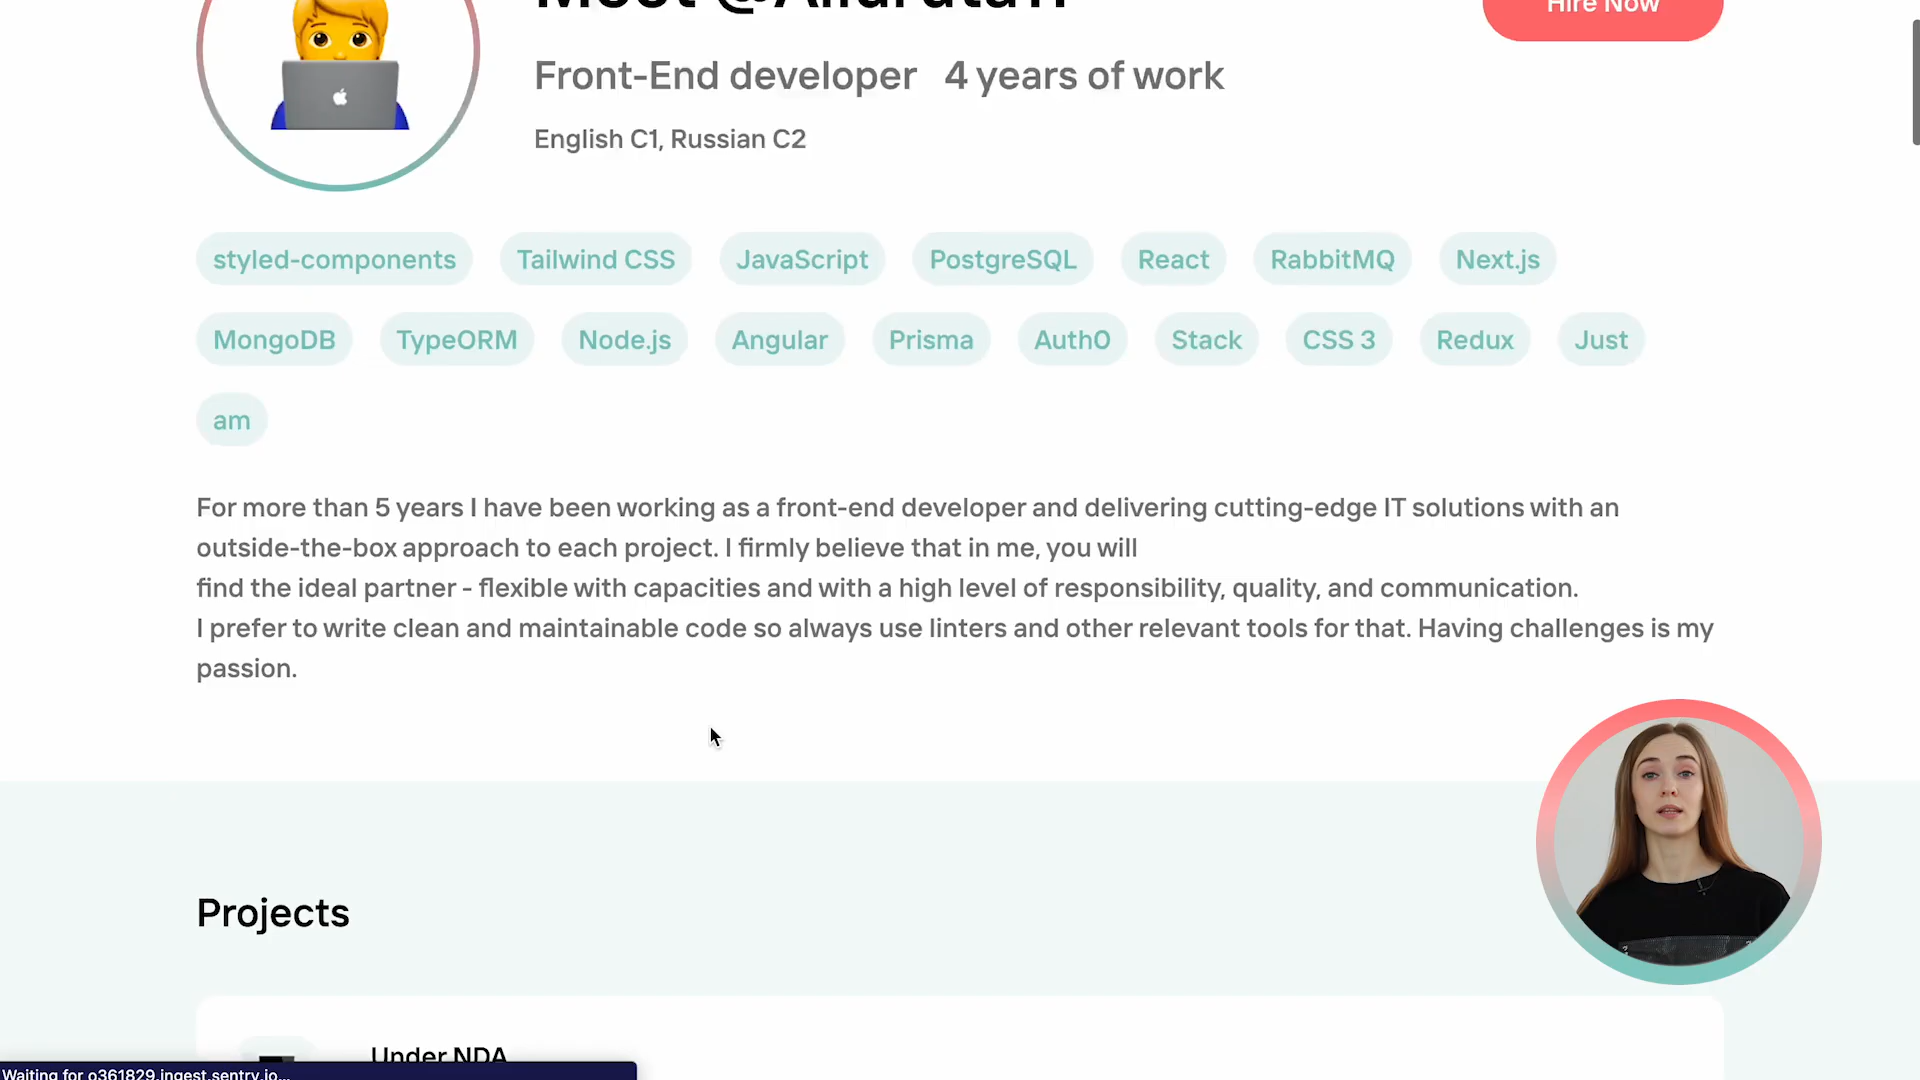 Meet
Hire Now
Front-End developer 4 years of work
English C1, Russian C2
styled-components Tailwind CSS JavaScript PostgreSQL React RabbitMQ Next.js
MongoDB TypeORM Node.js Angular Prisma Auth0 Stack CSS 3 Redux Just
am
For more than 5 years I have been working as a front-end developer and delivering cutting-edge IT solutions with an
outside-the-box approach to each project. I firmly believe that in me, you will
find the ideal partner - flexible with capacities and with a high level of responsibility, quality, and communication.
I prefer to write clean and maintainable code so always use linters and other relevant tools for that. Having challenges is my
passion.
Projects
Under NDA
Waiting for o361829.ingest.sentry.io...